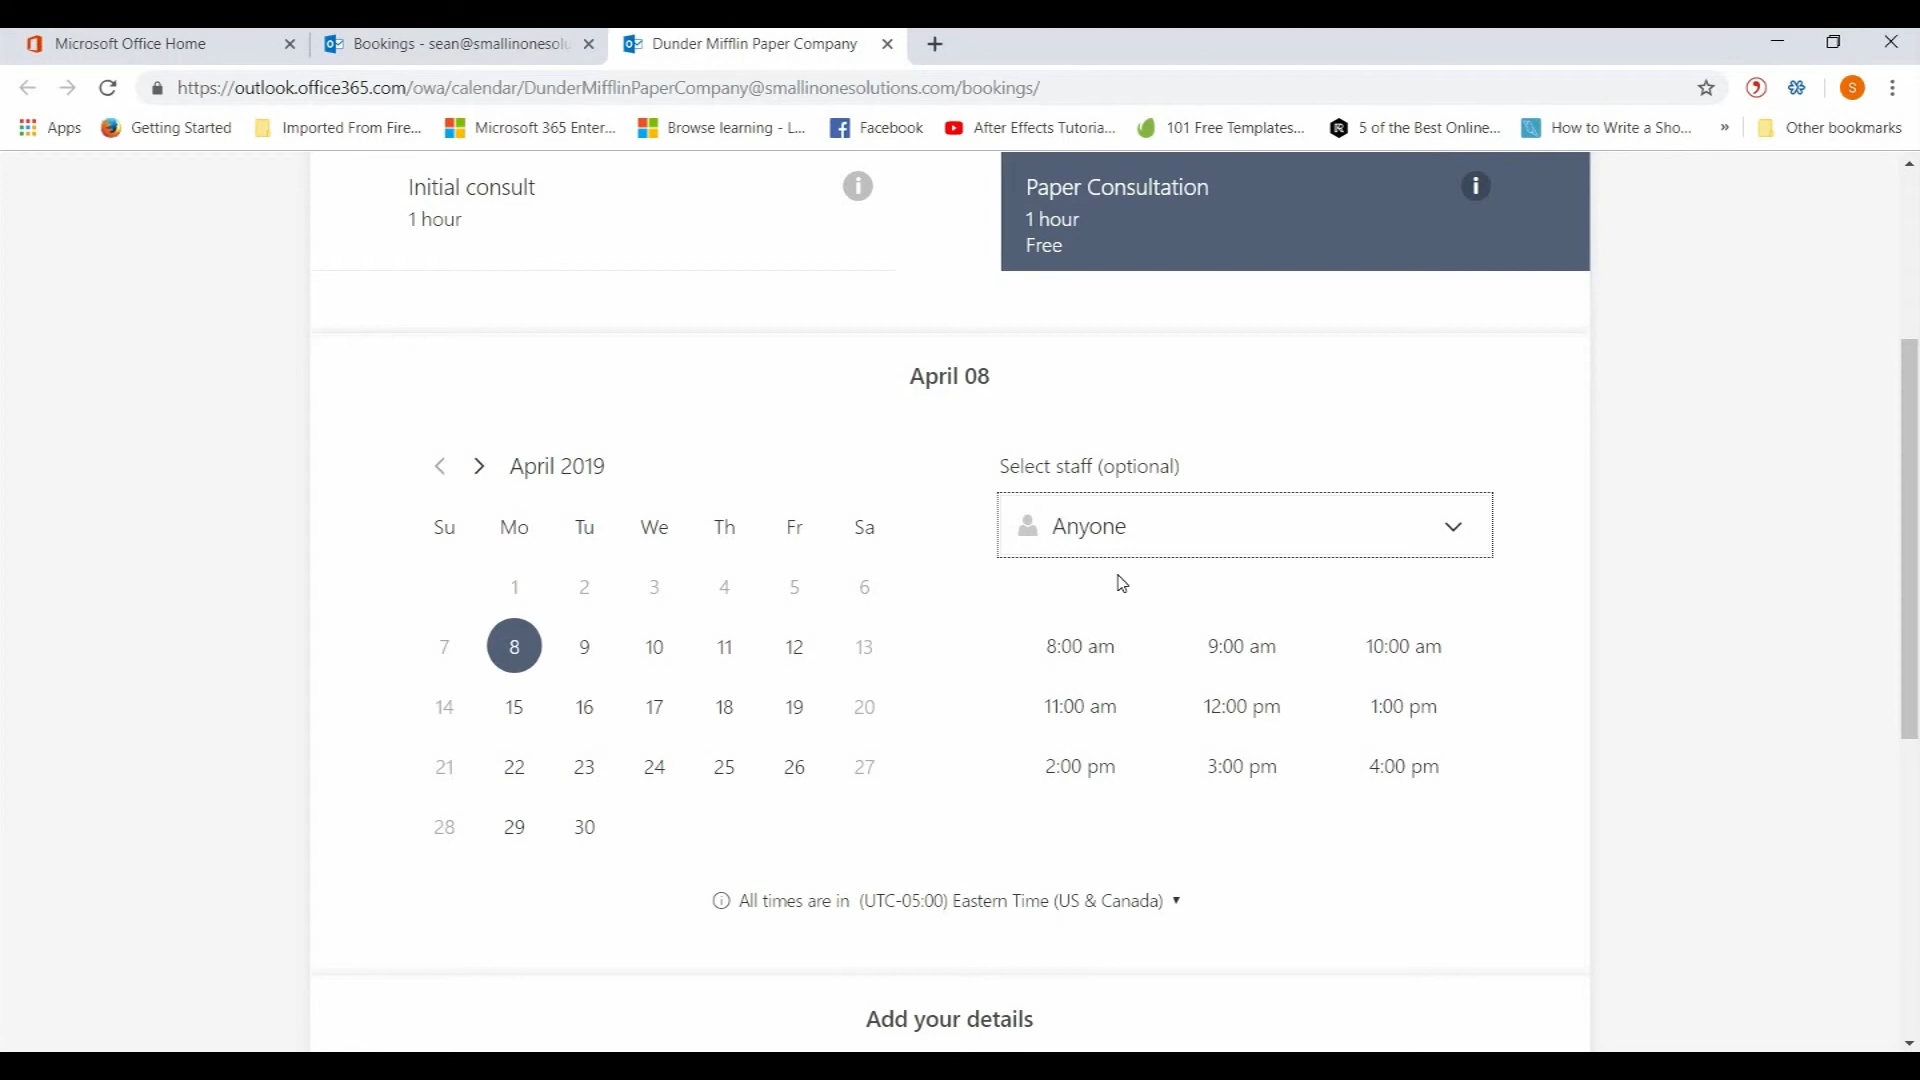 Microsoft Office Home
Bookings - sean@smallinonesolu
Dunder Mifflin Paper Company
https://outlook.office365.com/owa/calendar/DunderMifflinPaperCompany@smallinonesolutions.com/bookings/
S
Apps
Getting Started
Imported From Fire...
Microsoft 365 Enter...
Browse learning - L...
Facebook
After Effects Tutoria...
101 Free Templates...
5 of the Best Online...
How to Write a Sho...
»
Other bookmarks
Initial consult
1 hour
Paper Consultation
1 hour
Free
April 08
April 2019
Su Mo Tu We Th Fr Sa
1 2 3 4 5 6
7 8 9 10 11 12 13
14 15 16 17 18 19 20
21 22 23 24 25 26 27
28 29 30
Select staff (optional)
Anyone
8:00 am 9:00 am 10:00 am
11:00 am 12:00 pm 1:00 pm
2:00 pm 3:00 pm 4:00 pm
All times are in (UTC-05:00) Eastern Time (US & Canada)
Add your details